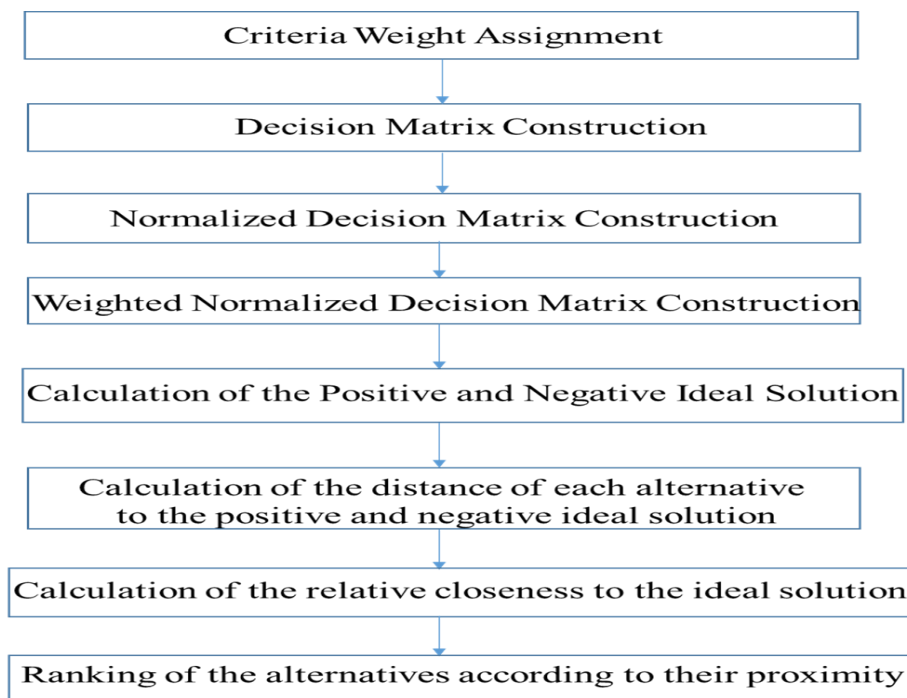 Criteria Weight Assignment
Decision Matrix Construction
Normalized Decision Matrix Construction
Weighted Normalized Decision Matrix Construction
Calculation of the Positive and Negative Ideal Solution
Calculation of the distance of each alternative
to the positive and negative ideal solution
Calculation of the relative closeness to the ideal solution
Ranking of the alternatives according to their proximity